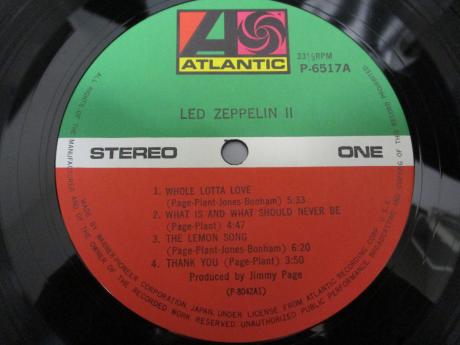 ATLANTIC
33⅓RPM
P-6517A
LED ZEPPELIN II
STEREO ONE
1. WHOLE LOTTA LOVE
(Page-Plant-Jones-Bonham) 5:33
2. WHAT IS AND WHAT SHOULD NEVER BE
(Page-Plant) 4:47
3. THE LEMON SONG
(Page-Plant-Jones-Bonham) 6:20
4. THANK YOU (Page-Plant) 3:50
Produced by Jimmy Page
(P-8042A1)
ALL RIGHTS OF THE MANUFACTURER AND OF THE OWNER OF THE RECORDED WORK RESERVED UNAUTHORIZED PUBLIC PERFORMANCE, BROADCASTING AND COPYING OF THE RECORD PROHIBITED
MADE BY WARNER-PIONEER CORPORATION, JAPAN, UNDER LICENSE FROM ATLANTIC RECORDING CORP., U.S.A.